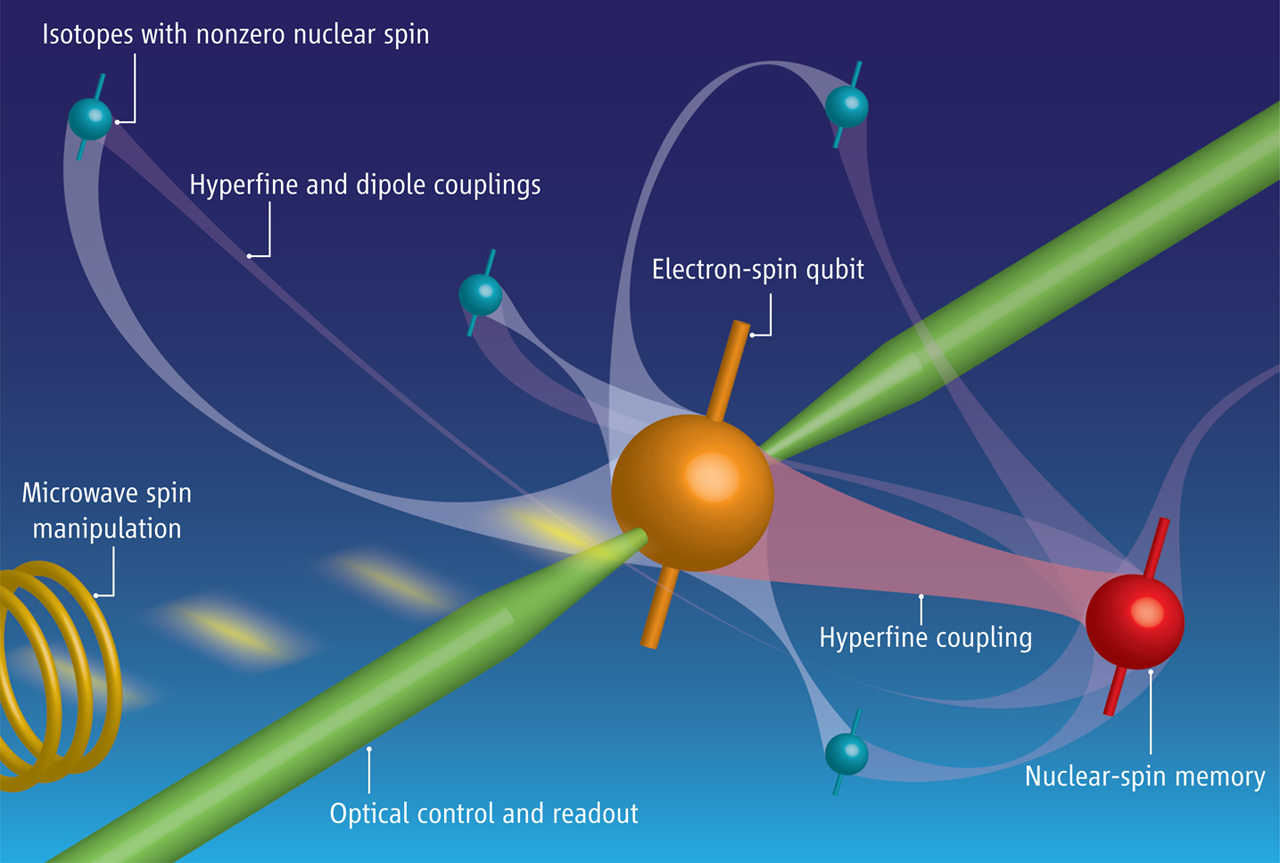 Isotopes with nonzero nuclear spin
Hyperfine and dipole couplings
Electron-spin qubit
Microwave spin
manipulation
Hyperfine coupling
Nuclear-spin memory
Optical control and readout